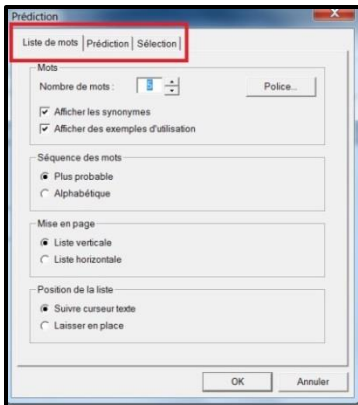 Prédiction
Liste de mots Prédiction Sélection
Mots
Nombre de mots : 5 Police...
Afficher les synonymes
Afficher des exemples d'utilisation
Séquence des mots
Plus probable
Alphabétique
Mise en page
Liste verticale
Liste horizontale
Position de la liste
Suivre curseur texte
Laisser en place
OK Annuler